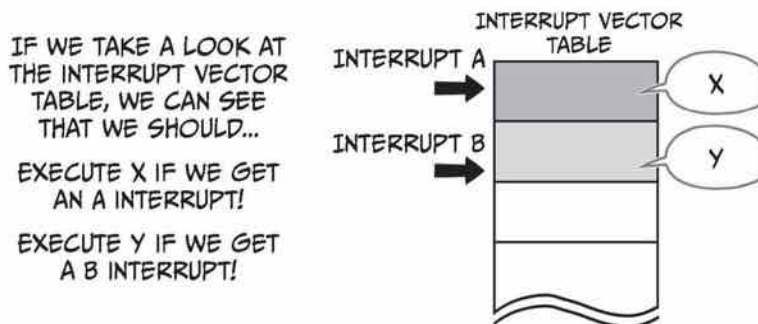 IF WE TAKE A LOOK AT
THE INTERRUPT VECTOR
TABLE, WE CAN SEE
THAT WE SHOULD...
EXECUTE X IF WE GET
AN A INTERRUPT!
EXECUTE Y IF WE GET
A B INTERRUPT!
INTERRUPT VECTOR
TABLE
INTERRUPT A
X
INTERRUPT B
Y